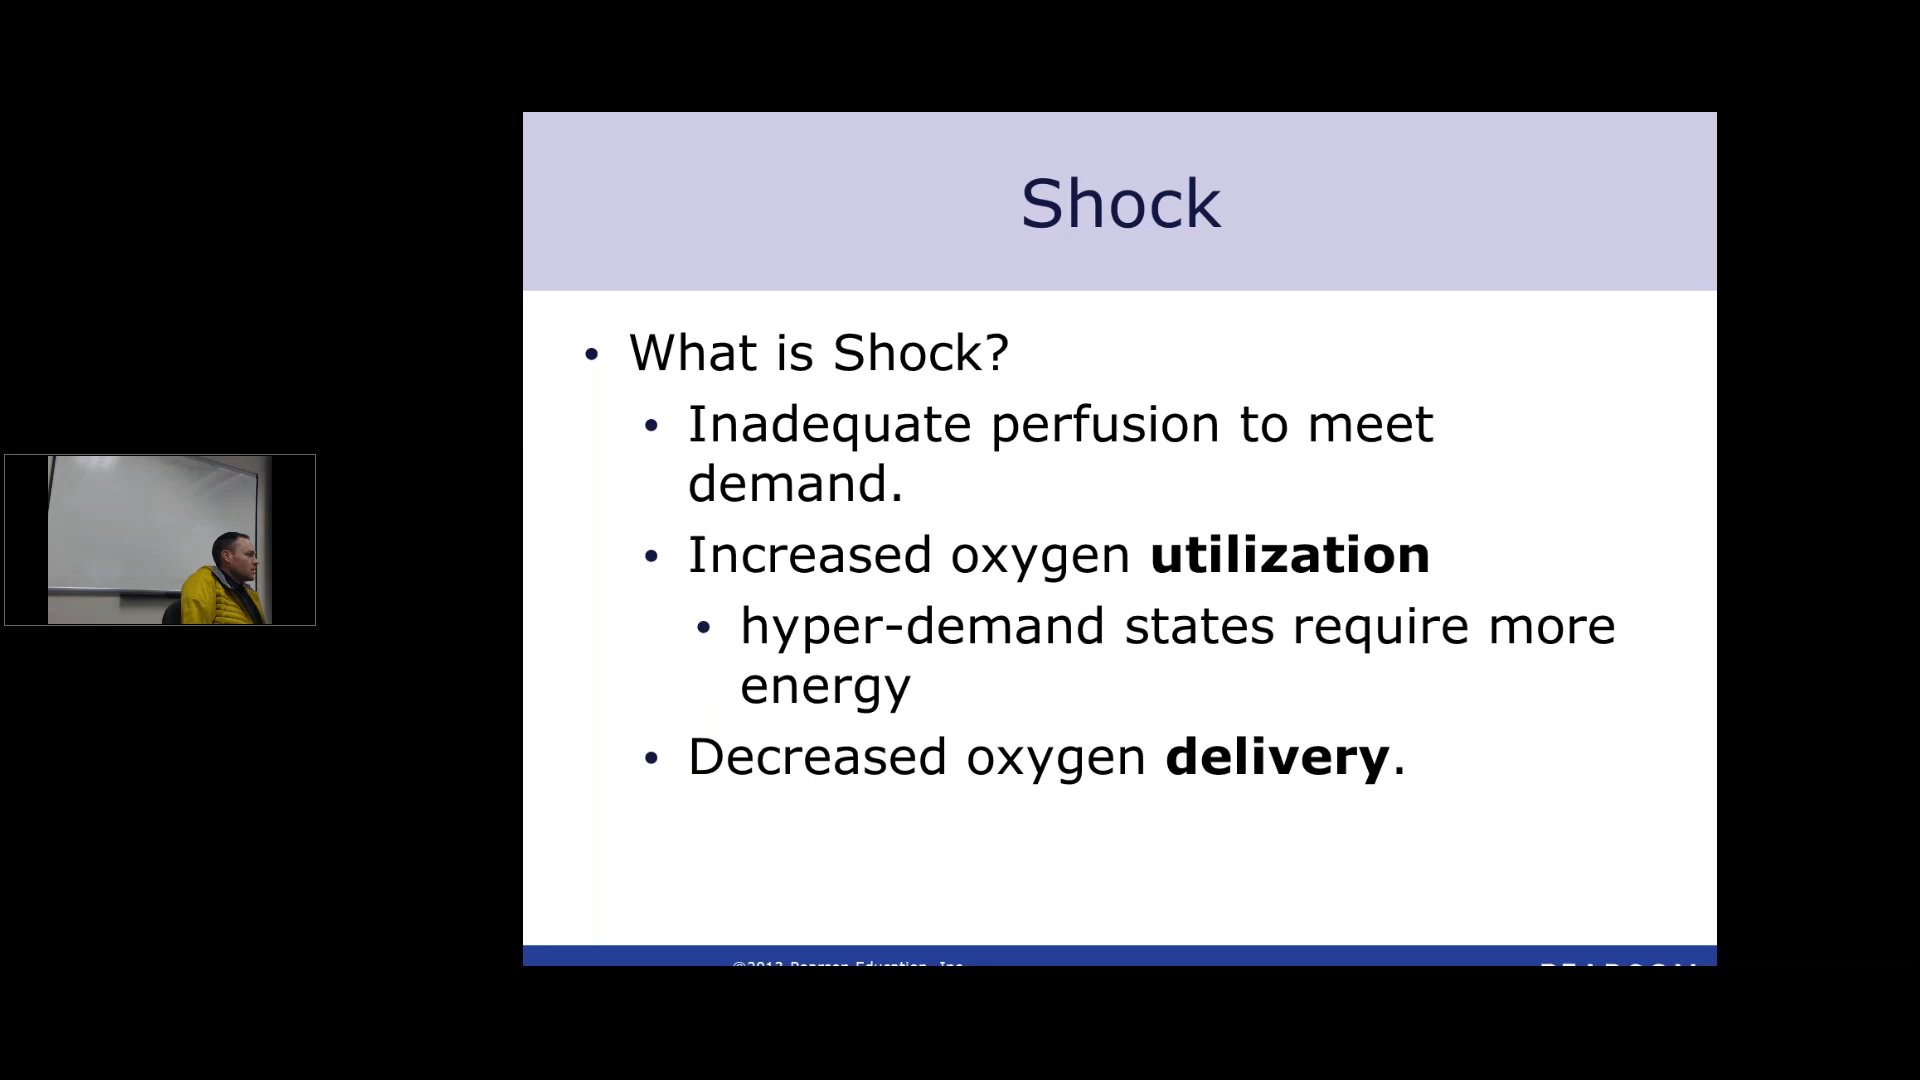 Shock
• What is Shock?
• Inadequate perfusion to meet
demand.
• Increased oxygen utilization
• hyper-demand states require more
energy
• Decreased oxygen delivery.
©2013 Pearson Education, Inc.
PEARSON